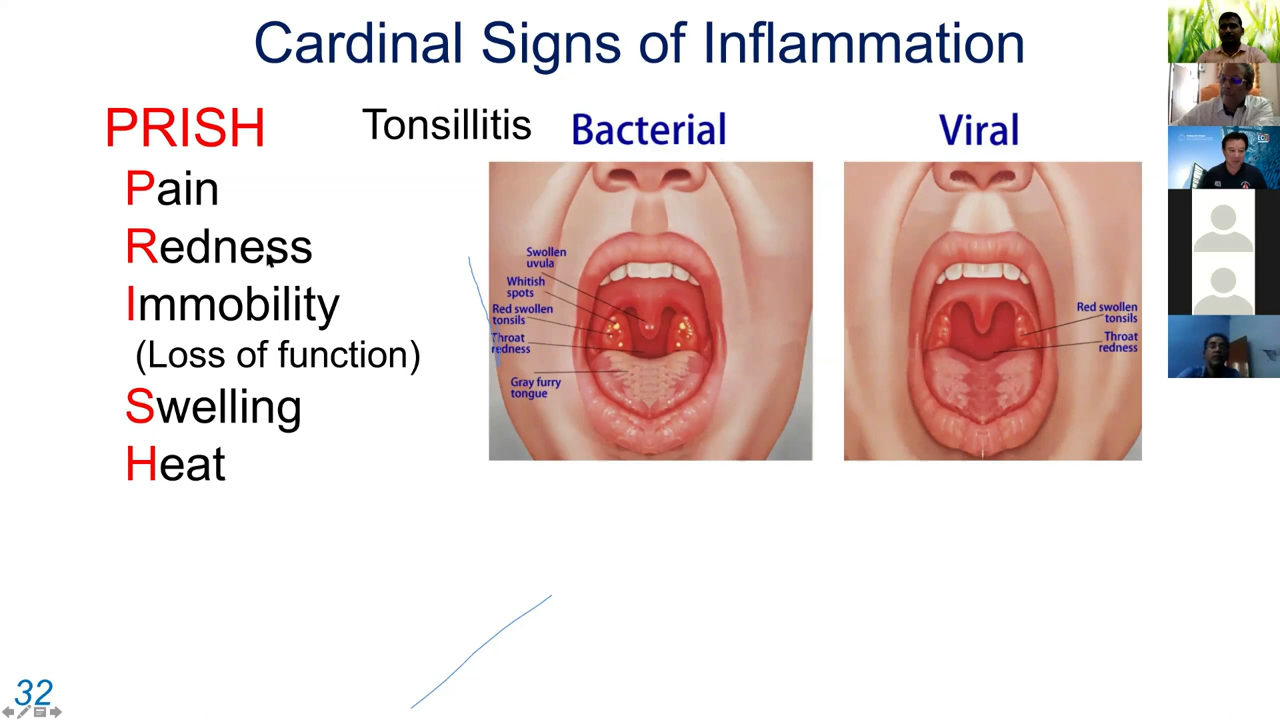 Cardinal Signs of Inflammation
PRISH
Pain
Redness
Immobility
(Loss of function)
Swelling
Heat
Tonsillitis
Bacterial
Swollen
uvula
Whitish
spots
Red swollen
tonsils
Throat
redness
Gray furry
tongue
Viral
Red swollen
tonsils
Throat
redness
32